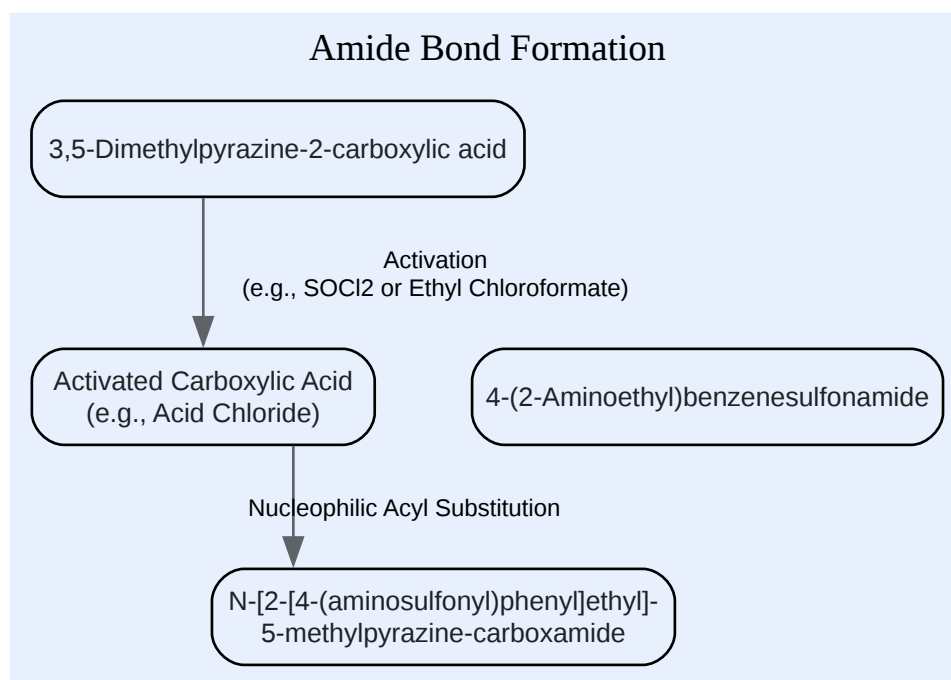 Amide Bond Formation
3,5-Dimethylpyrazine-2-carboxylic acid
Activation
(e.g., SOCl2 or Ethyl Chloroformate)
Activated Carboxylic Acid
(e.g., Acid Chloride)
4-(2-Aminoethyl)benzenesulfonamide
Nucleophilic Acyl Substitution
N-[2-[4-(aminosulfonyl)phenyl]ethyl]-
5-methylpyrazine-carboxamide